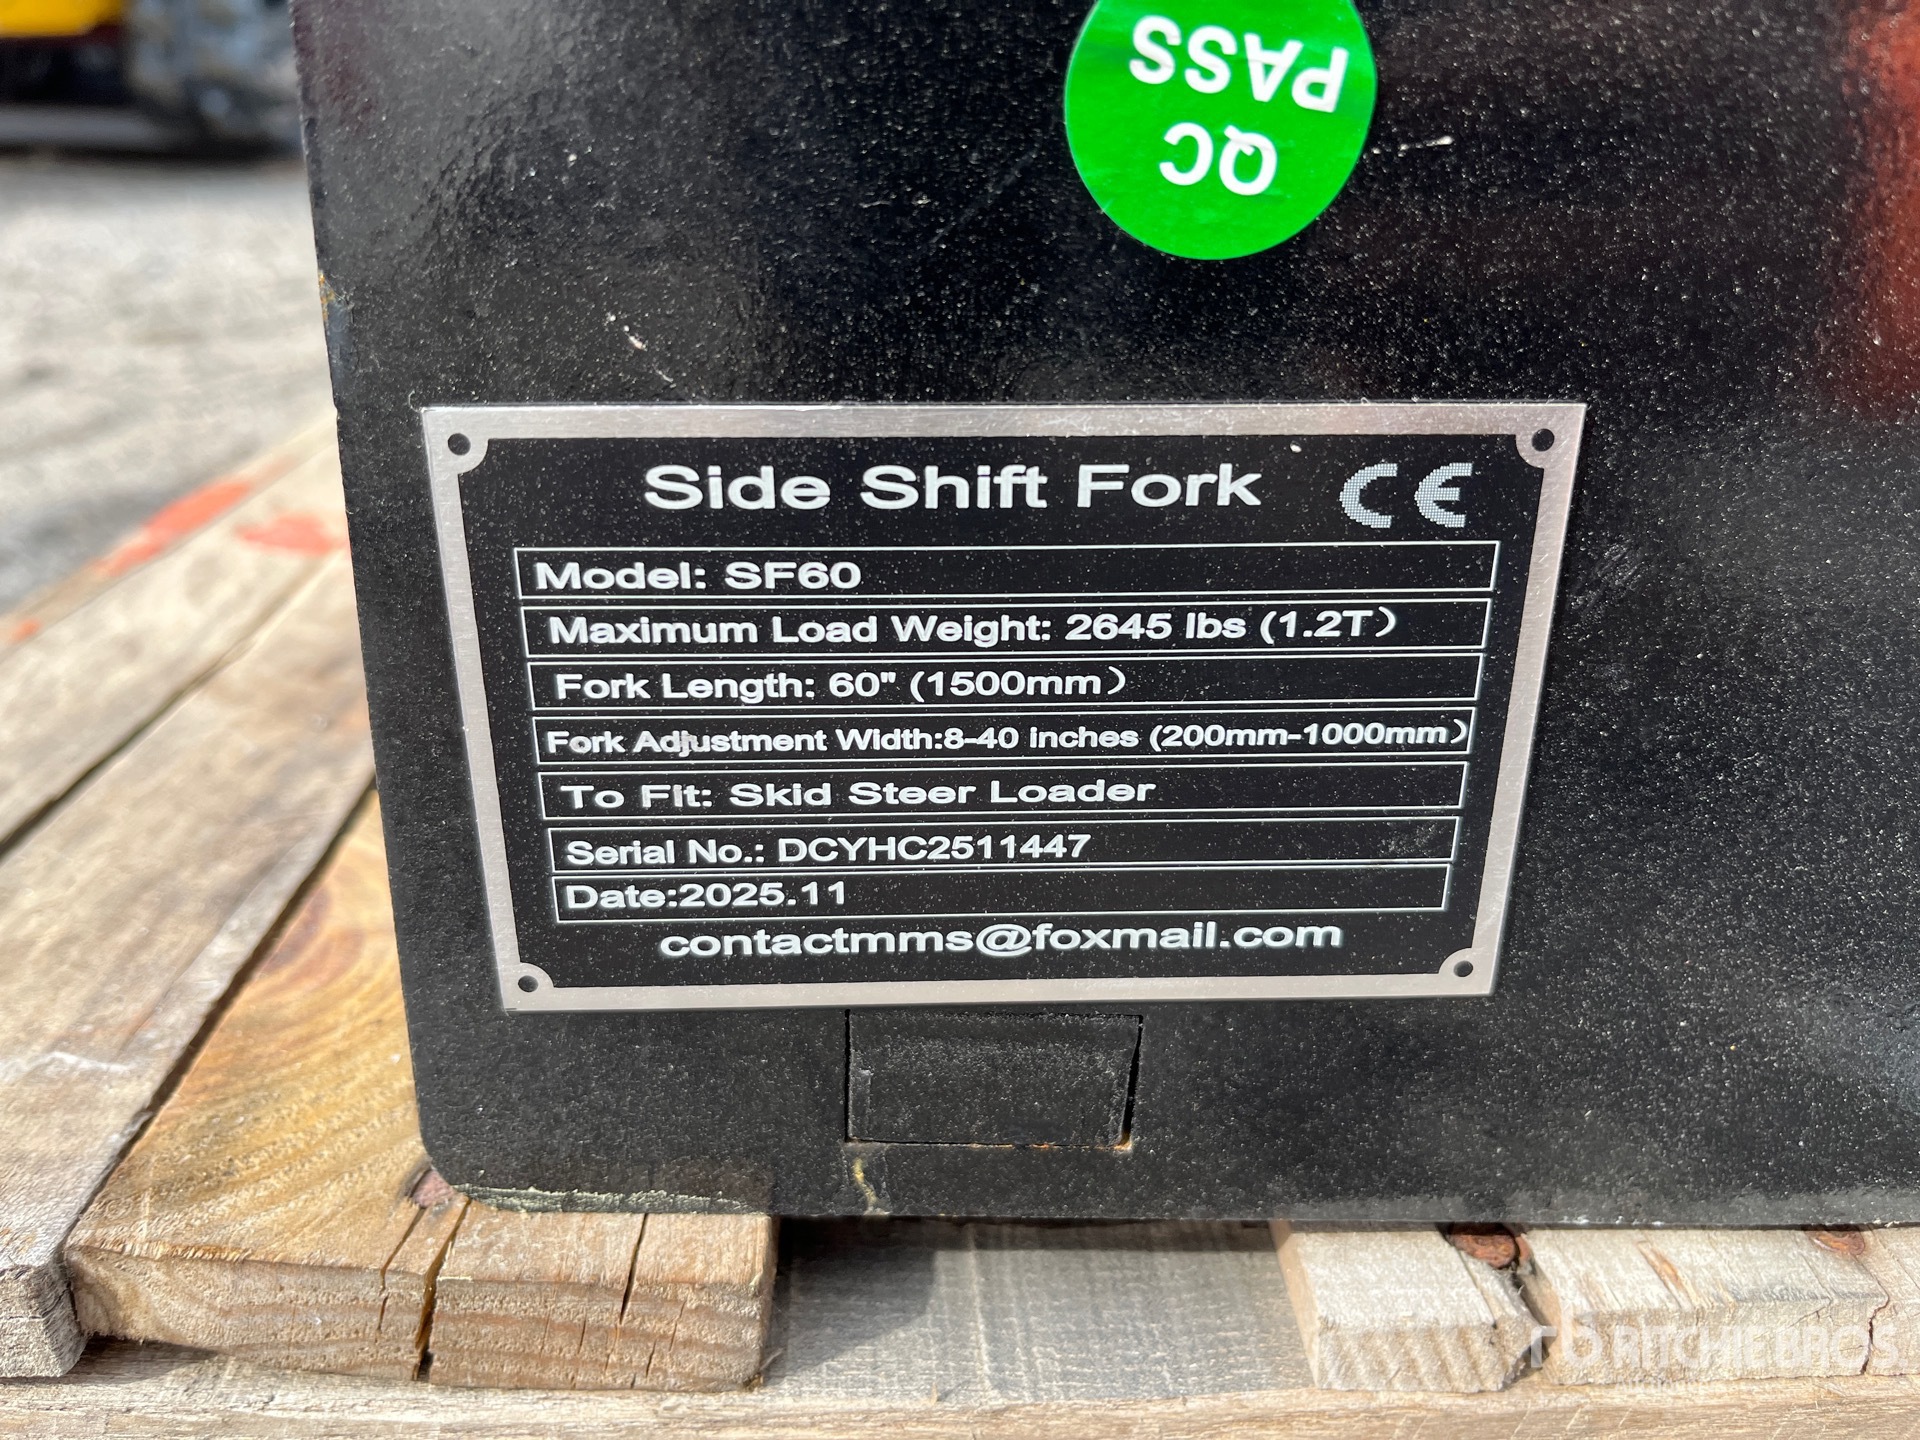 QC
PASS
Side Shift Fork CE
Model: SF60
Maximum Load Weight: 2645 lbs (1.2T)
Fork Length: 60" (1500mm)
Fork Adjustment Width:8-40 inches (200mm-1000mm)
To Fit: Skid Steer Loader
Serial No.: DCYHC2511447
Date:2025.11
contactmms@foxmail.com
RITCHIE BROS.